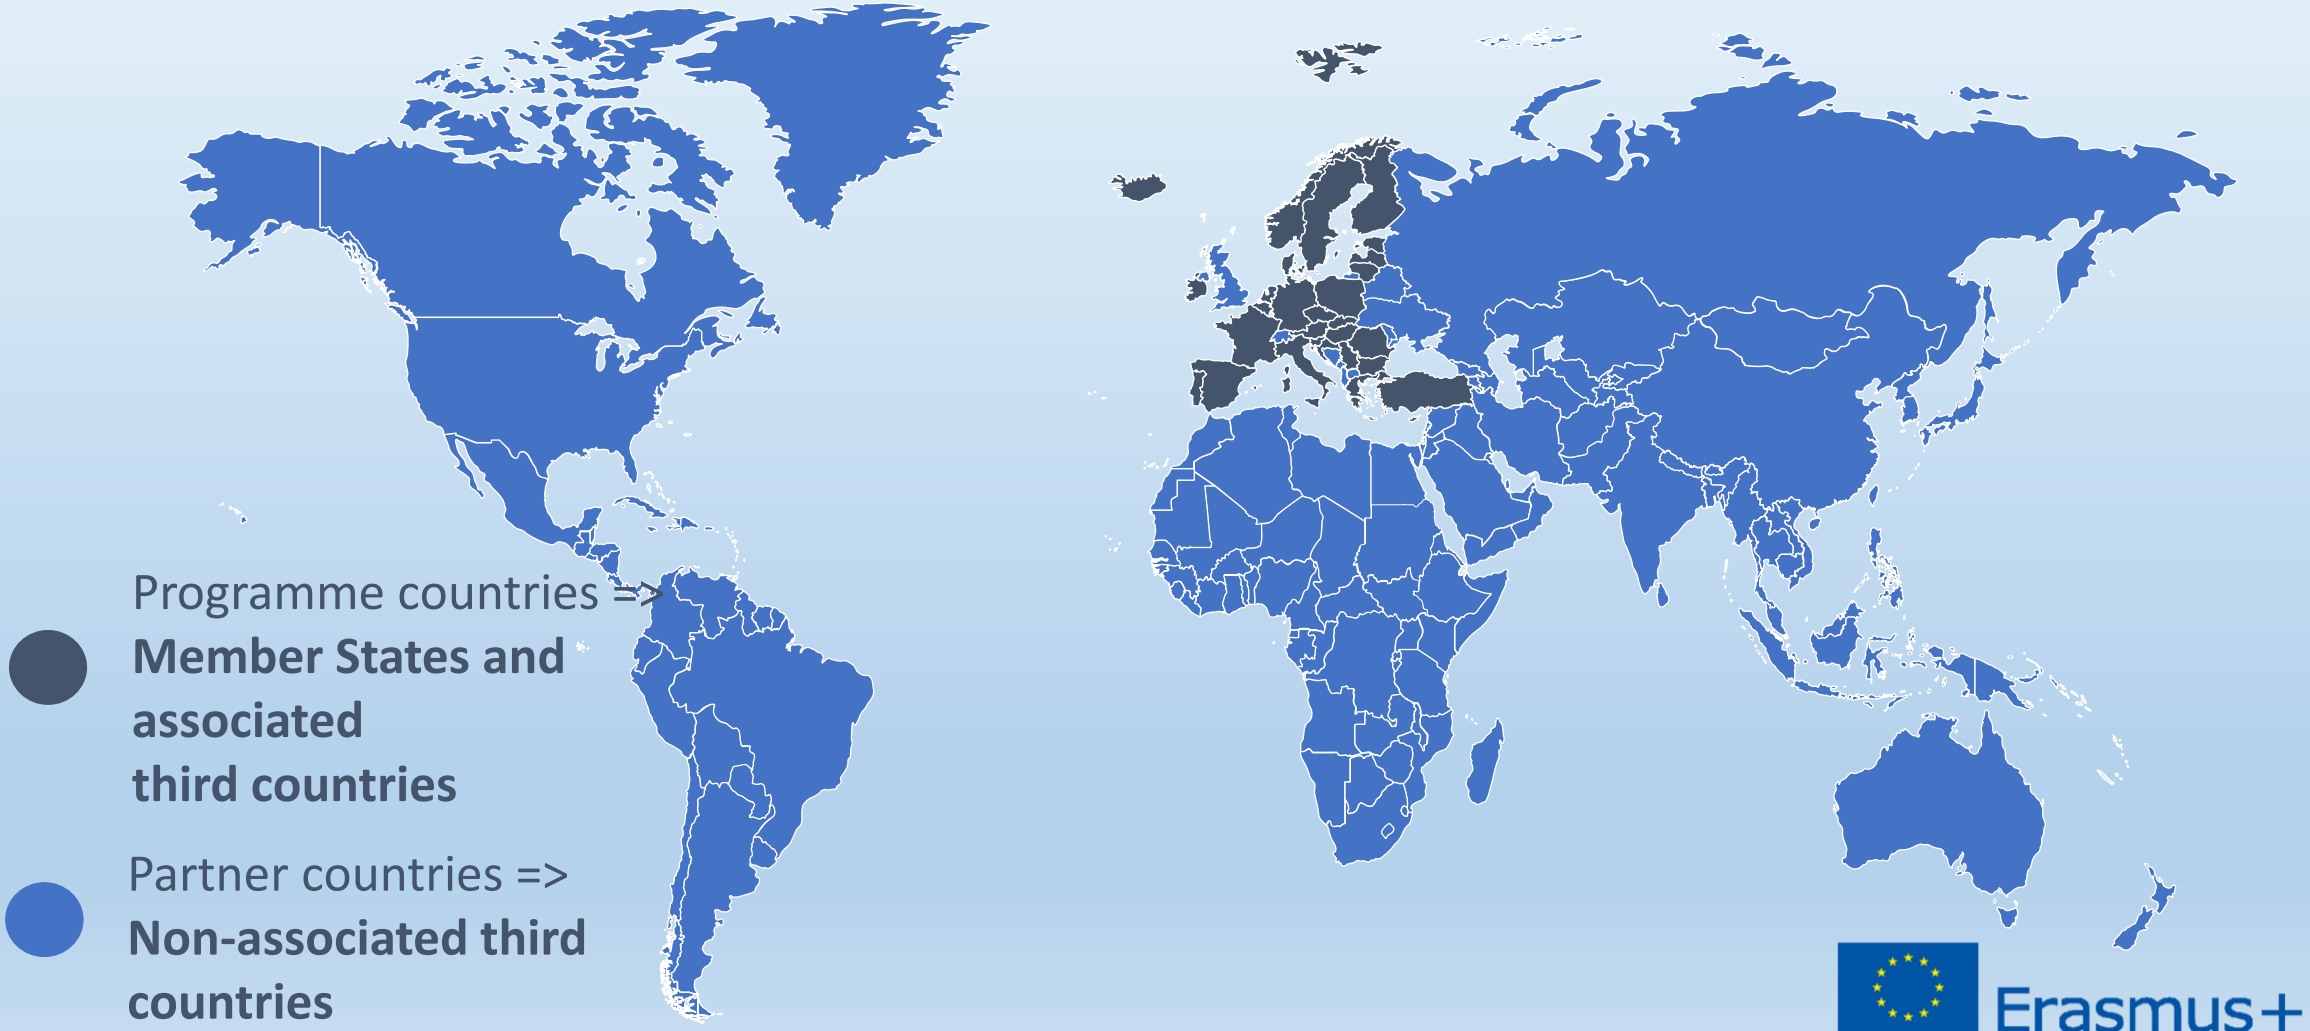 Programme countries =>
Member States and
associated
third countries
Partner countries =>
Non-associated third
countries
Erasmus+